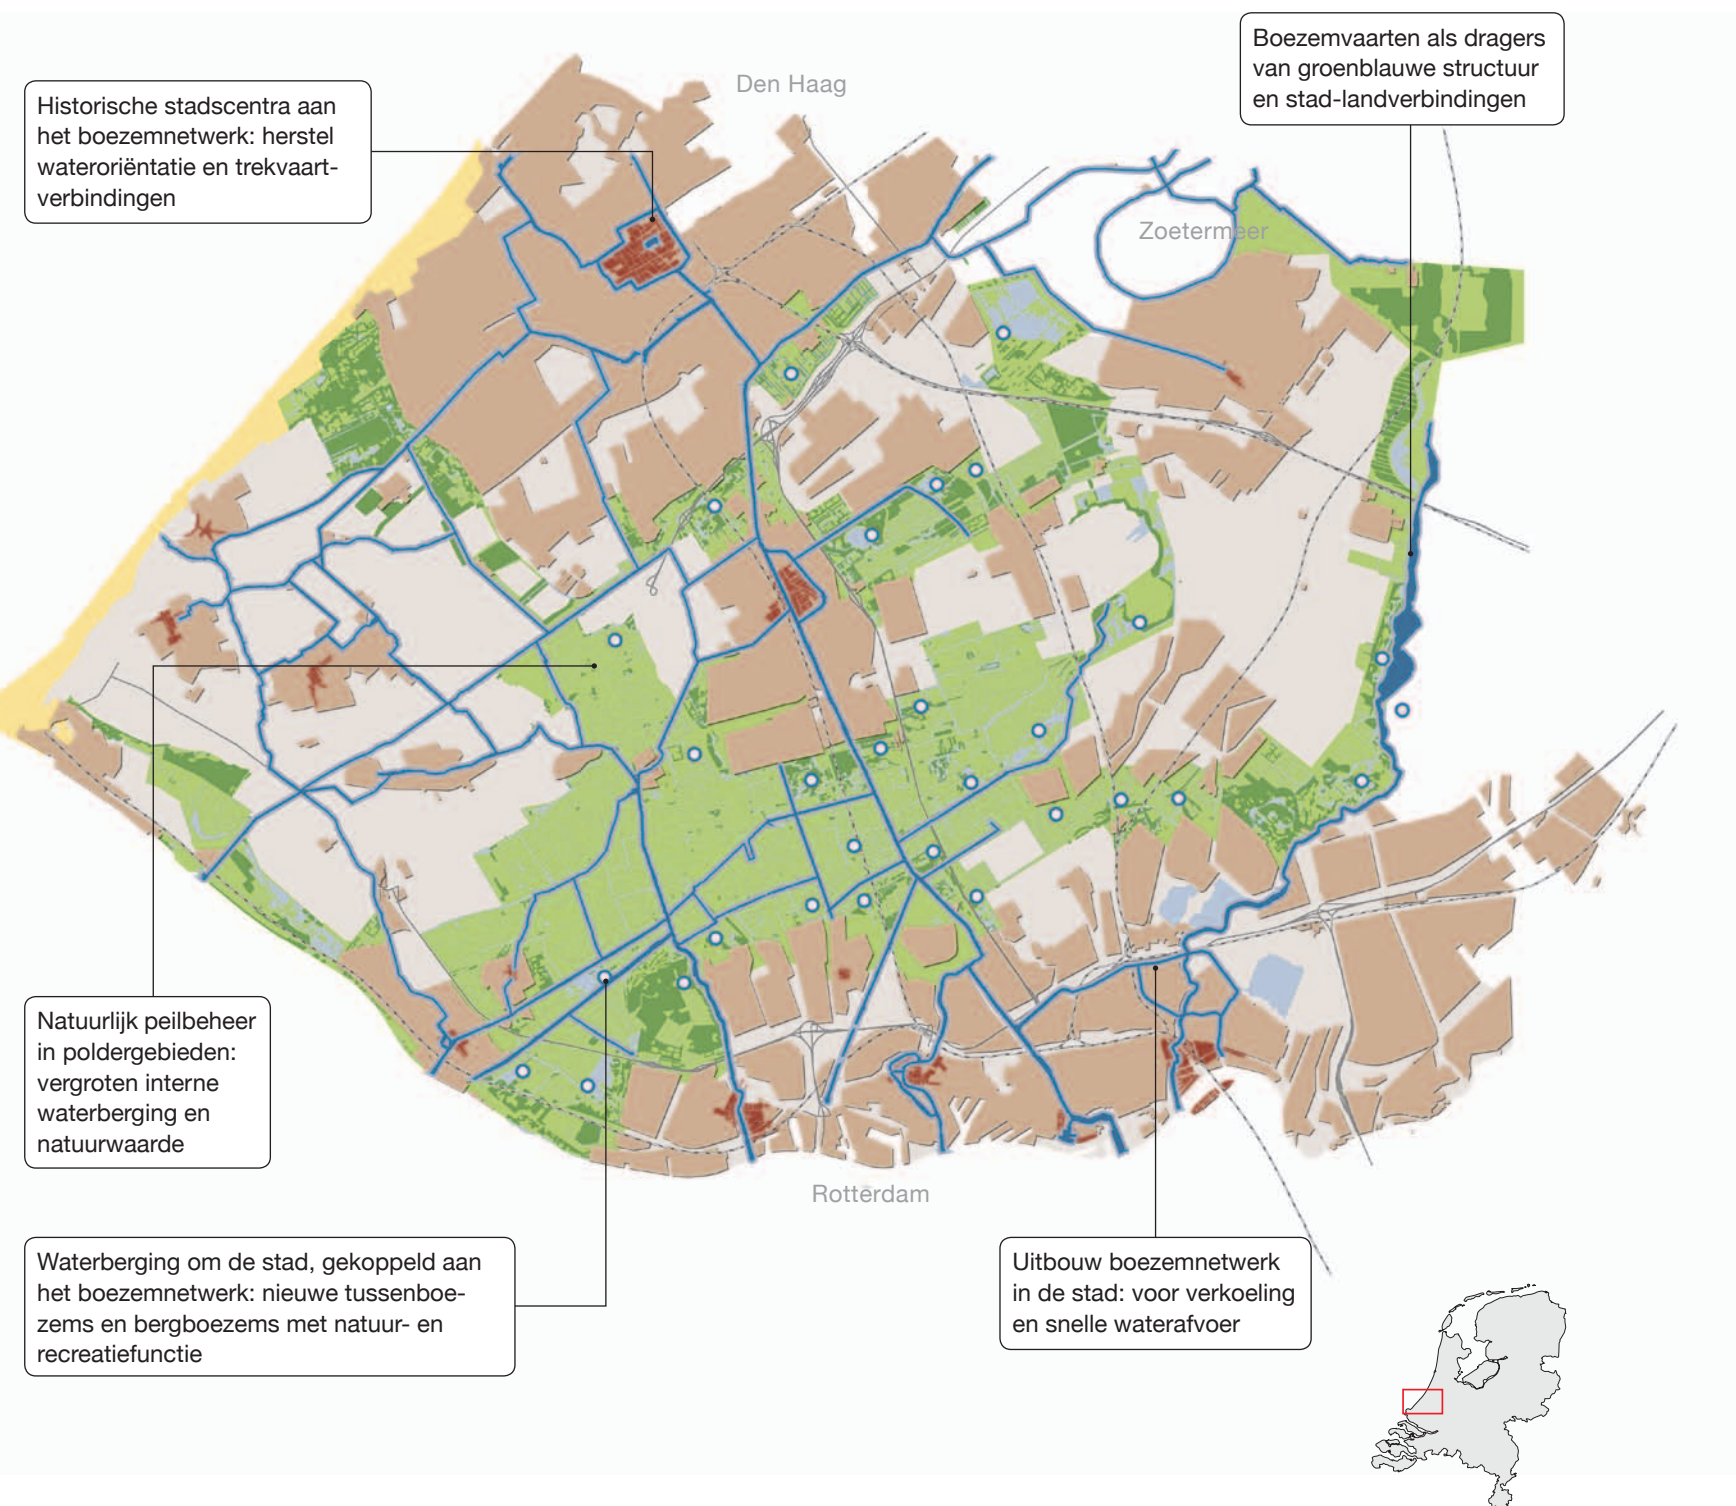 Den Haag
Boezemvaarten als dragers
van groenblauwe structuur
en stad-landverbindingen
Historische stadscentra aan
het boezemnetwerk: herstel
wateroriëntatie en trekvaart-
verbindingen
Zoetermeer
Natuurlijk peilbeheer
in poldergebieden:
vergroten interne
waterberging en
natuurwaarde
Rotterdam
Waterberging om de stad, gekoppeld aan
het boezemnetwerk: nieuwe tussenboe-
zems en bergboezems met natuur- en
recreatiefunctie
Uitbouw boezemnetwerk
in de stad: voor verkoeling
en snelle waterafvoer